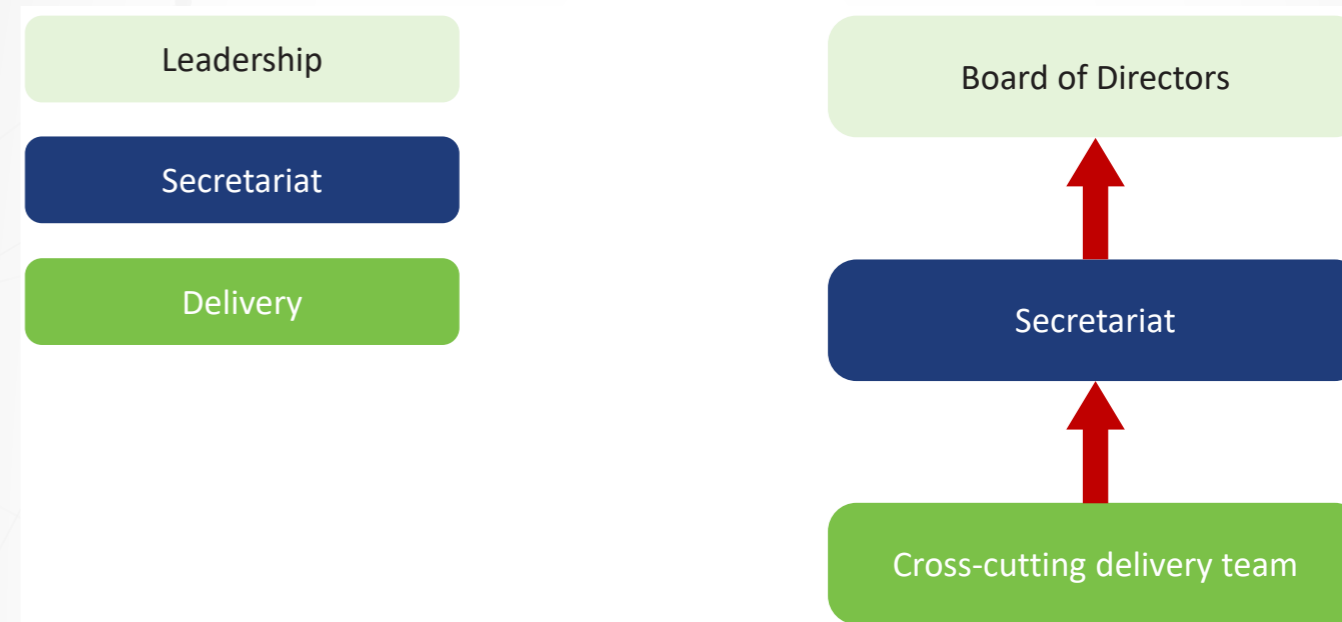 Leadership
Secretariat
Delivery
Board of Directors
Secretariat
Cross-cutting delivery team